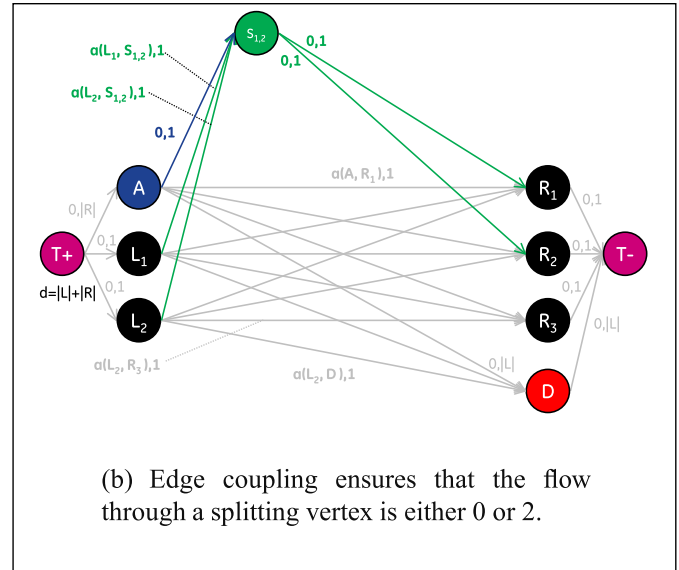 S1,2
0,1
0,1
a(L1, S1,2),1
a(L2, S1,2),1
0,1
a(A, R1),1
A
R1
0,|R|
0,1
T+
0,1
L1
R2
0,1
T-
d=|L|+|R|
0,1
0,1
L2
R3
0,|L|
a(L2, R3),1
0,|L|
a(L2, D),1
D
(b) Edge coupling ensures that the flow
through a splitting vertex is either 0 or 2.